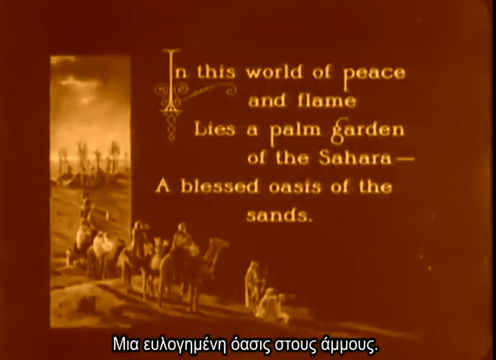 In this world of peace
and flame
Lies a palm garden
of the Sahara—
A blessed oasis of the
sands.
Μια ευλογημένη όασις στους άμμους.